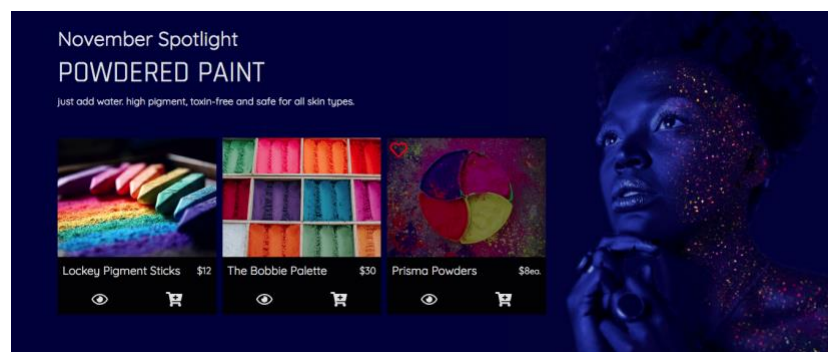 November Spotlight
POWDERED PAINT
just add water. high pigment, toxin-free and safe for all skin types.
Lockey Pigment Sticks $12
The Bobbie Palette $30
Prisma Powders $8ea.